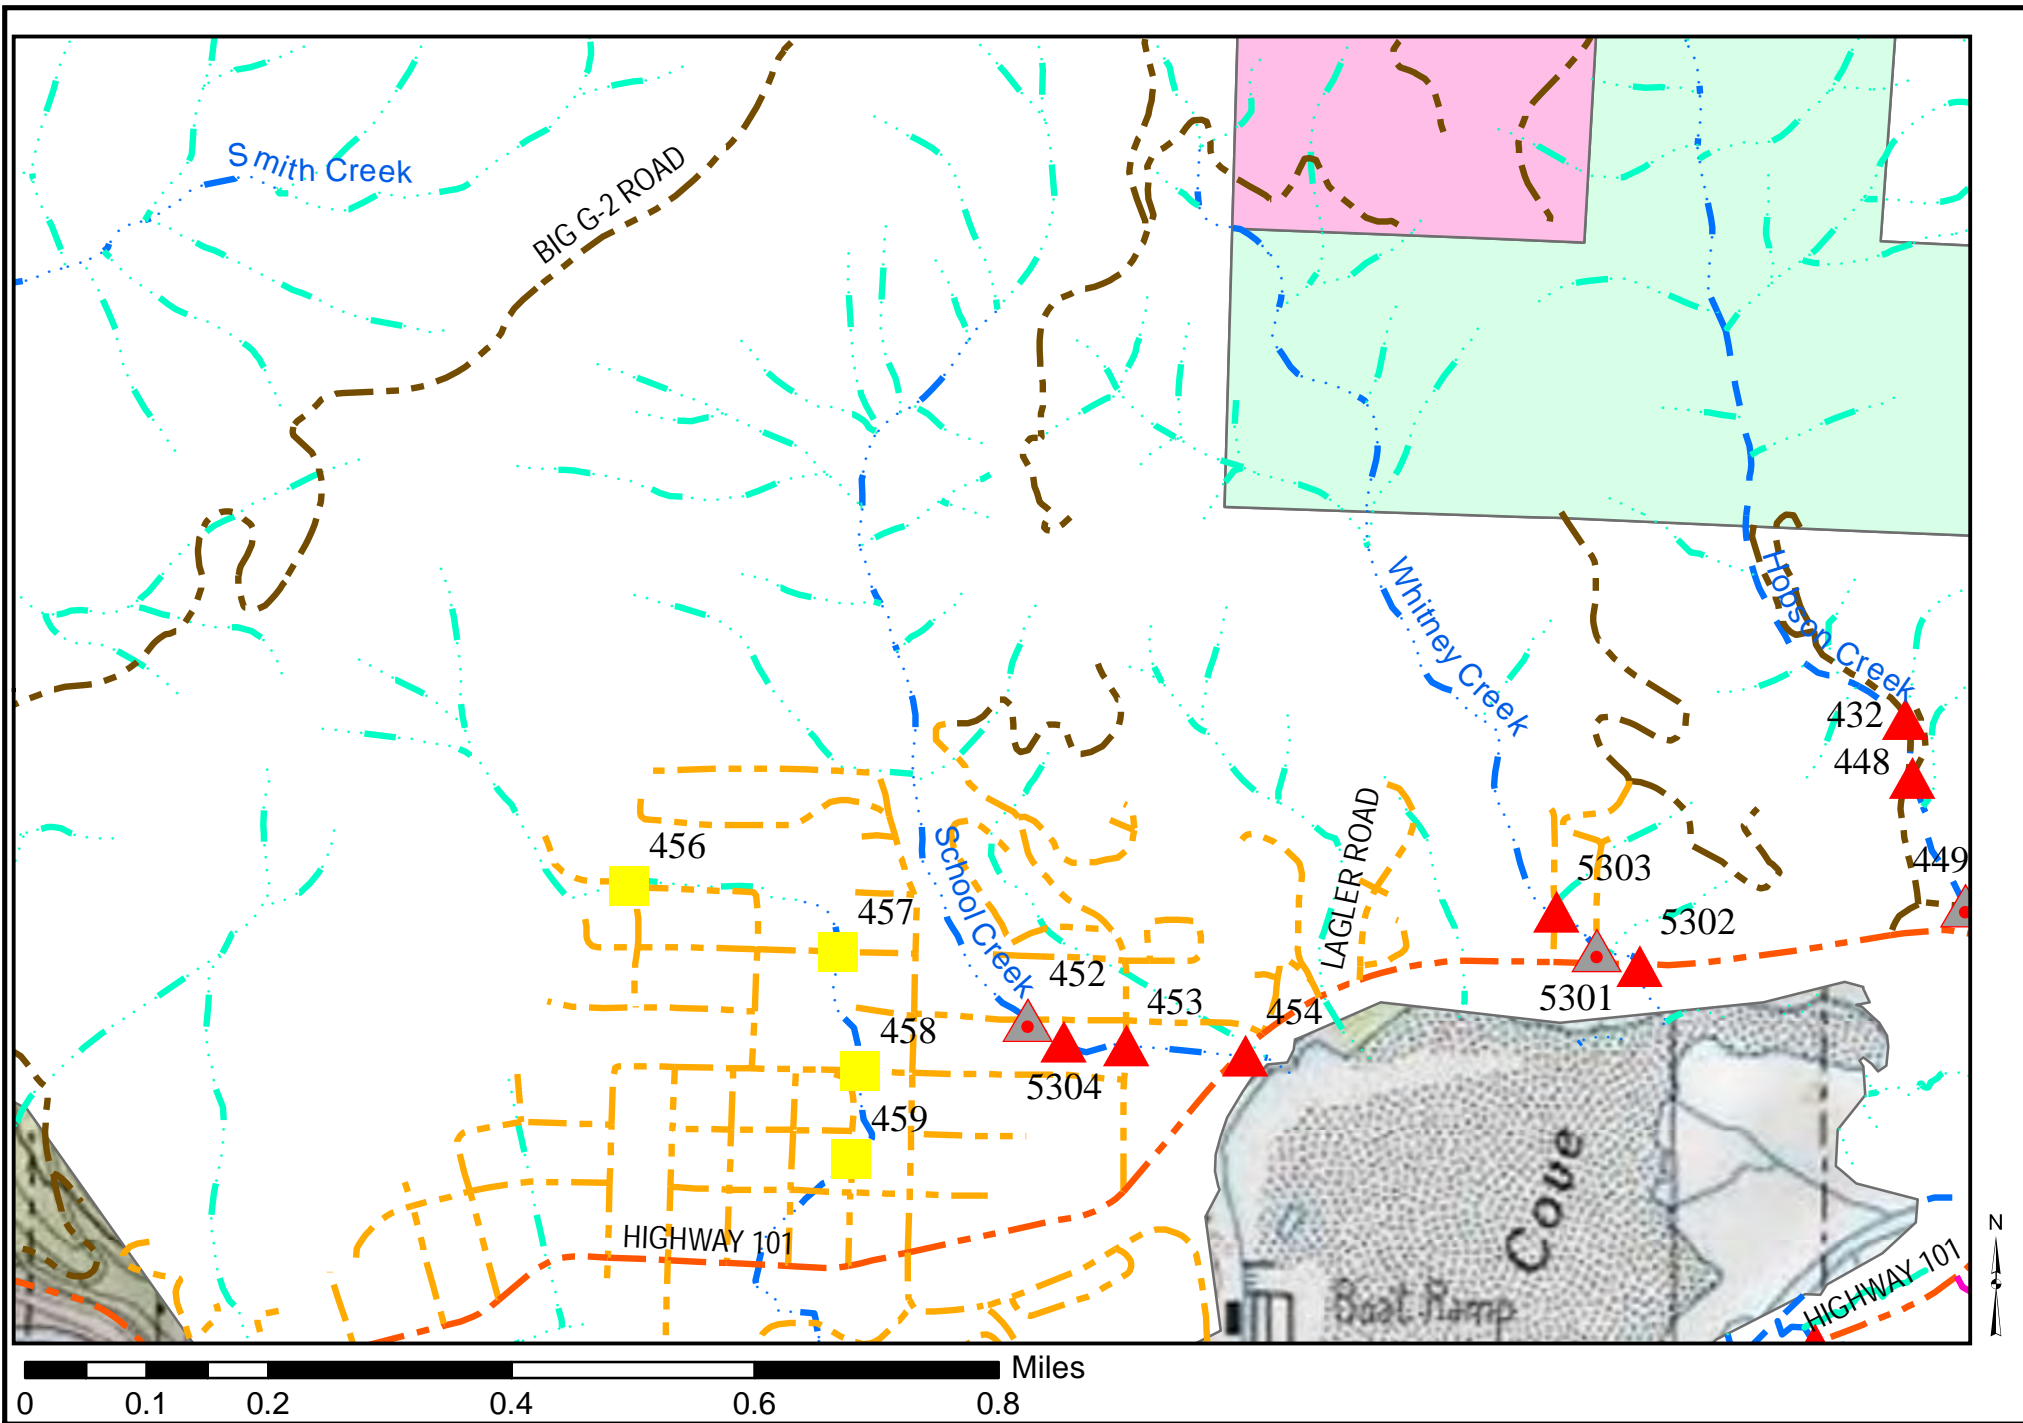 Smith Creek
BIG G-2 ROAD
Whitney Creek
Hobson Creek
432
448
449
School Creek
LAGLER ROAD
456
457
5303
5302
5301
452
453
454
458
5304
459
HIGHWAY 101
Cove
Boat Ramp
HIGHWAY 101
N
Miles
0 0.1 0.2 0.4 0.6 0.8